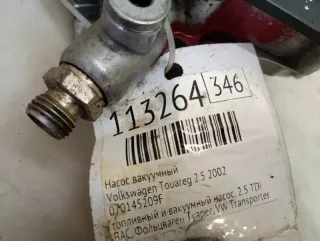 113264 346
Насос вакуумный
Volkswagen Touareg 2.5 2002
070145209F
топливный и вакуумный насос, 2.5 TDI
BAC, Фольцваген Туарег, VW Transporter